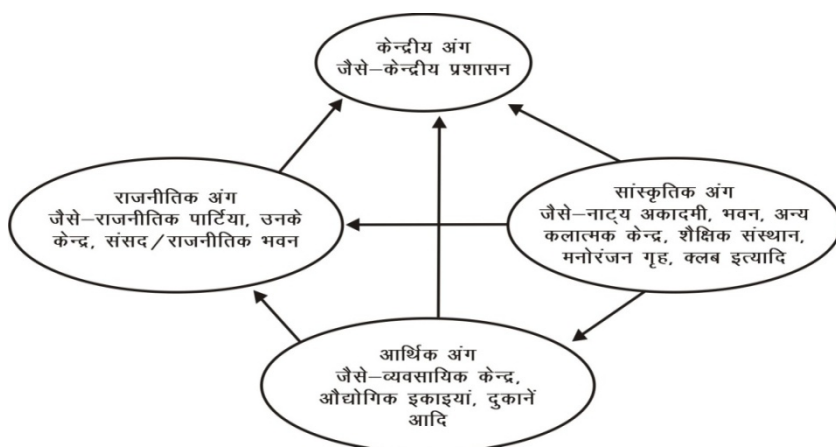 केन्द्रीय अंग
जैसे–केन्द्रीय प्रशासन
राजनीतिक अंग
जैसे–राजनीतिक पार्टिया, उनके
केन्द्र, संसद/राजनीतिक भवन
सांस्कृतिक अंग
जैसे–नाट्य अकादमी, भवन, अन्य
कलात्मक केन्द्र, शैक्षिक संस्थान,
मनोरंजन गृह, क्लब इत्यादि
आर्थिक अंग
जैसे–व्यवसायिक केन्द्र,
औद्योगिक इकाइयां, दुकानें
आदि